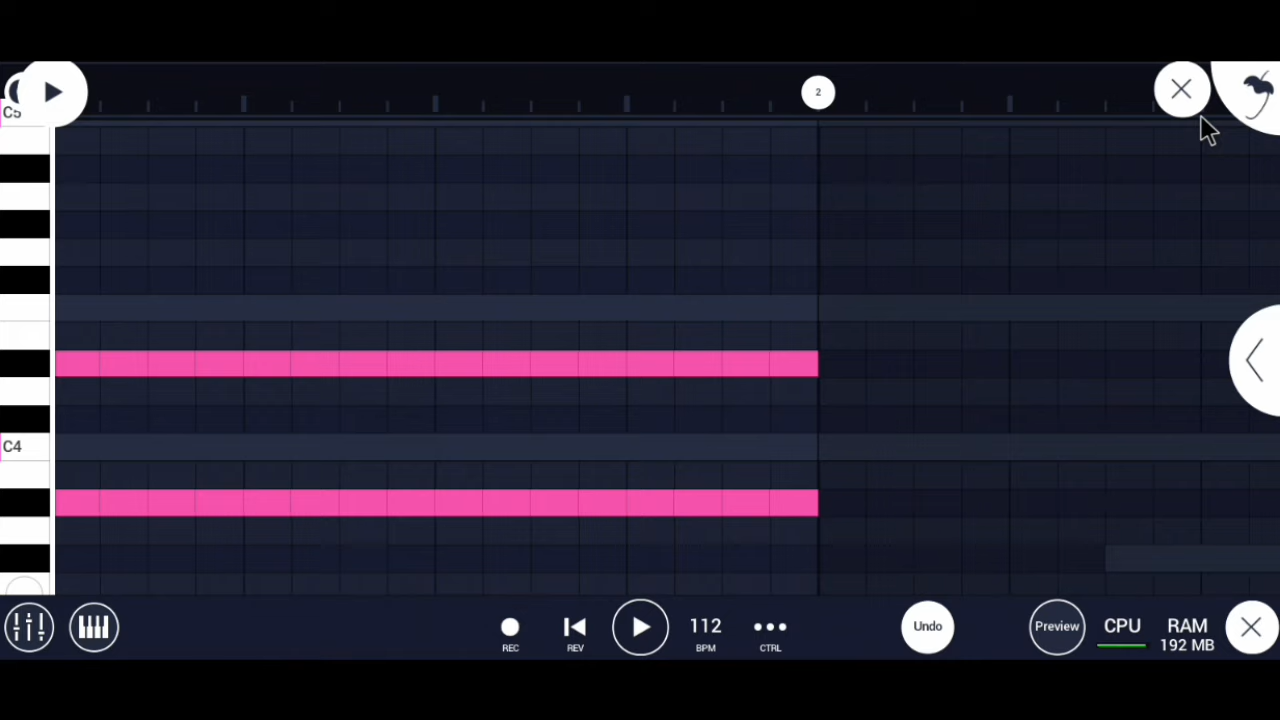 2
C5
C4
REC
REV
112
BPM
CTRL
Undo
Preview
CPU
RAM
192 MB